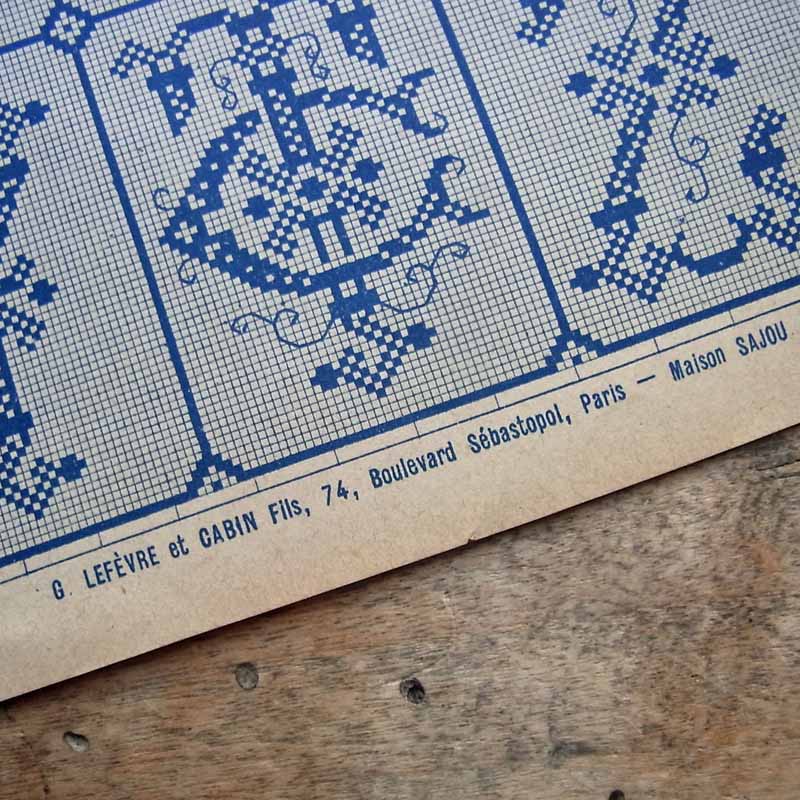 G. LEFÈVRE et CABIN Fils, 74, Boulevard Sébastopol, Paris — Maison SAJOU